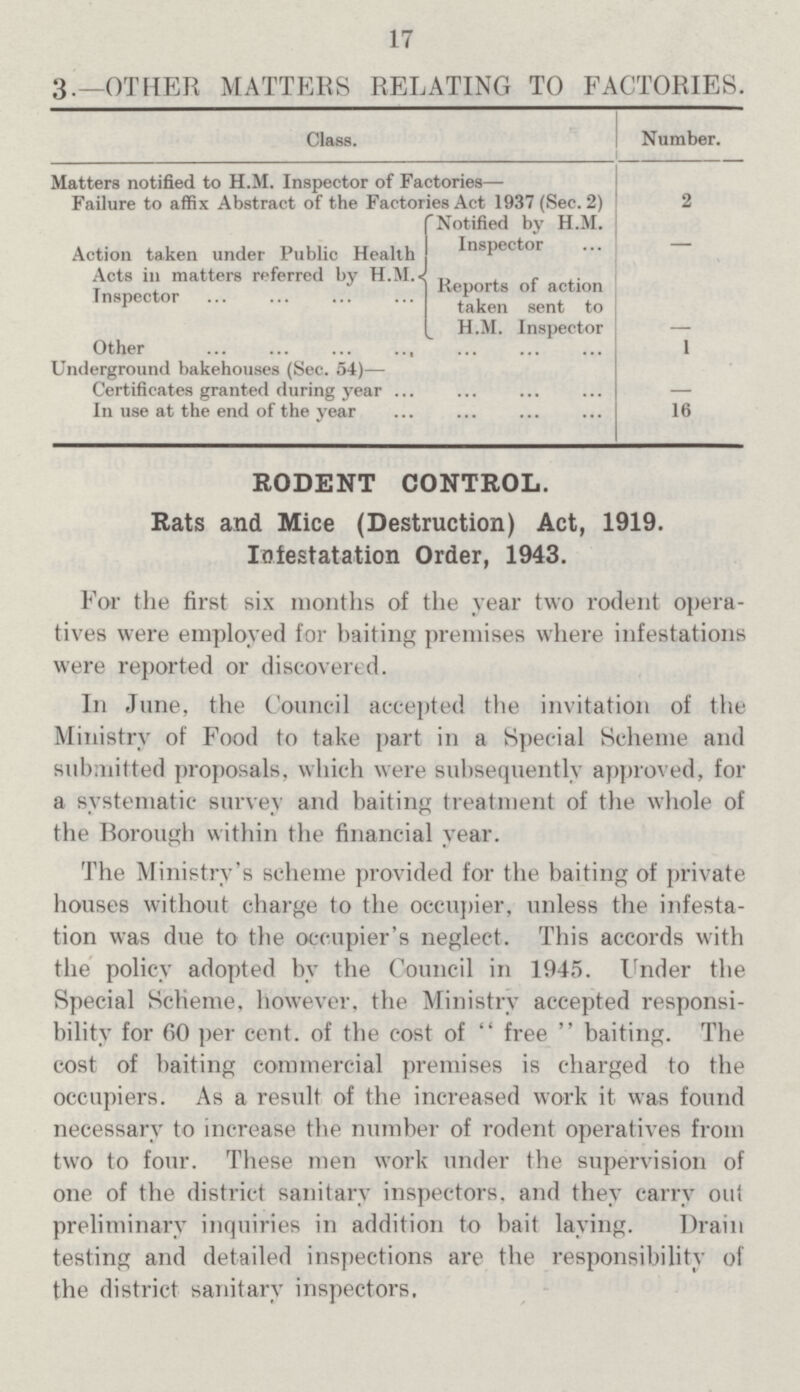 17
3.—OTHER MATTERS RELATING TO FACTORIES.
Class. Number.
Matters notified to H.M. Inspector of Factories—
Failure to affix Abstract of the Factories Act 1937 (Sec. 2) 2
Action taken under Public Health
Acts in matters referred by H.M.
Inspector ... ... ... ...
Notified by H.M.
Inspector ... —
Reports of action
taken sent to
H.M. Inspector —
Other ... ... ... ... ... ... ... 1
Underground bakehouses (Sec. 54)—
Certificates granted during year ... ... ... ... —
In use at the end of the year ... ... ... ... 16
RODENT CONTROL.
Rats and Mice (Destruction) Act, 1919.
Infestatation Order, 1943.
For the first six months of the year two rodent opera-
tives were employed for baiting premises where infestations
were reported or discovered.
In June, the Council accepted the invitation of the
Ministry of Food to take part in a Special Scheme and
submitted proposals, which were subsequently approved, for
a systematic survey and baiting treatment of the whole of
the Borough within the financial year.
The Ministry's scheme provided for the baiting of private
houses without charge to the occupier, unless the infesta-
tion was due to the occupier's neglect. This accords with
the policy adopted by the Council in 1945. Under the
Special Scheme, however, the Ministry accepted responsi-
bility for 60 per cent. of the cost of " free " baiting. The
cost of baiting commercial premises is charged to the
occupiers. As a result of the increased work it was found
necessary to increase the number of rodent operatives from
two to four. These men work under the supervision of
one of the district sanitary inspectors, and they carry out
preliminary inquiries in addition to bait laying. Drain
testing and detailed inspections are the responsibility of
the district sanitary inspectors.